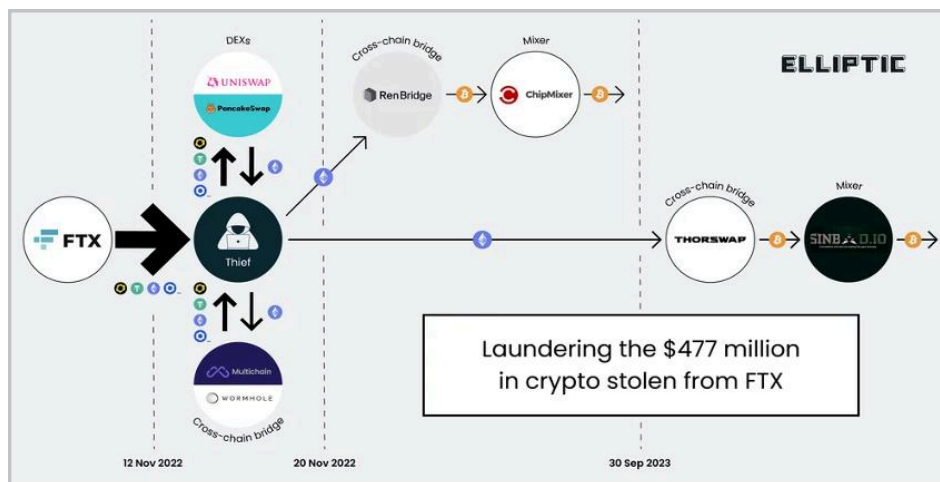 DEXs
UNISWAP
PancakeSwap
Cross-chain bridge
RenBridge
Mixer
ChipMixer
ELLIPTIC
FTX
Thief
Cross-chain bridge
THORSWAP
Mixer
SINBAD.IO
Multichain
WORMHOLE
Cross-chain bridge
Laundering the $477 million
in crypto stolen from FTX
12 Nov 2022
20 Nov 2022
30 Sep 2023